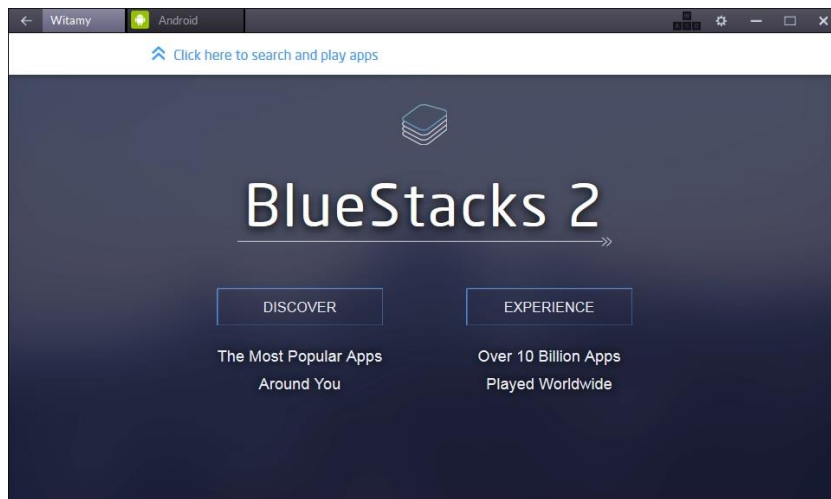 Witamy
Android
Click here to search and play apps
BlueStacks 2
DISCOVER
EXPERIENCE
The Most Popular Apps
Around You
Over 10 Billion Apps
Played Worldwide